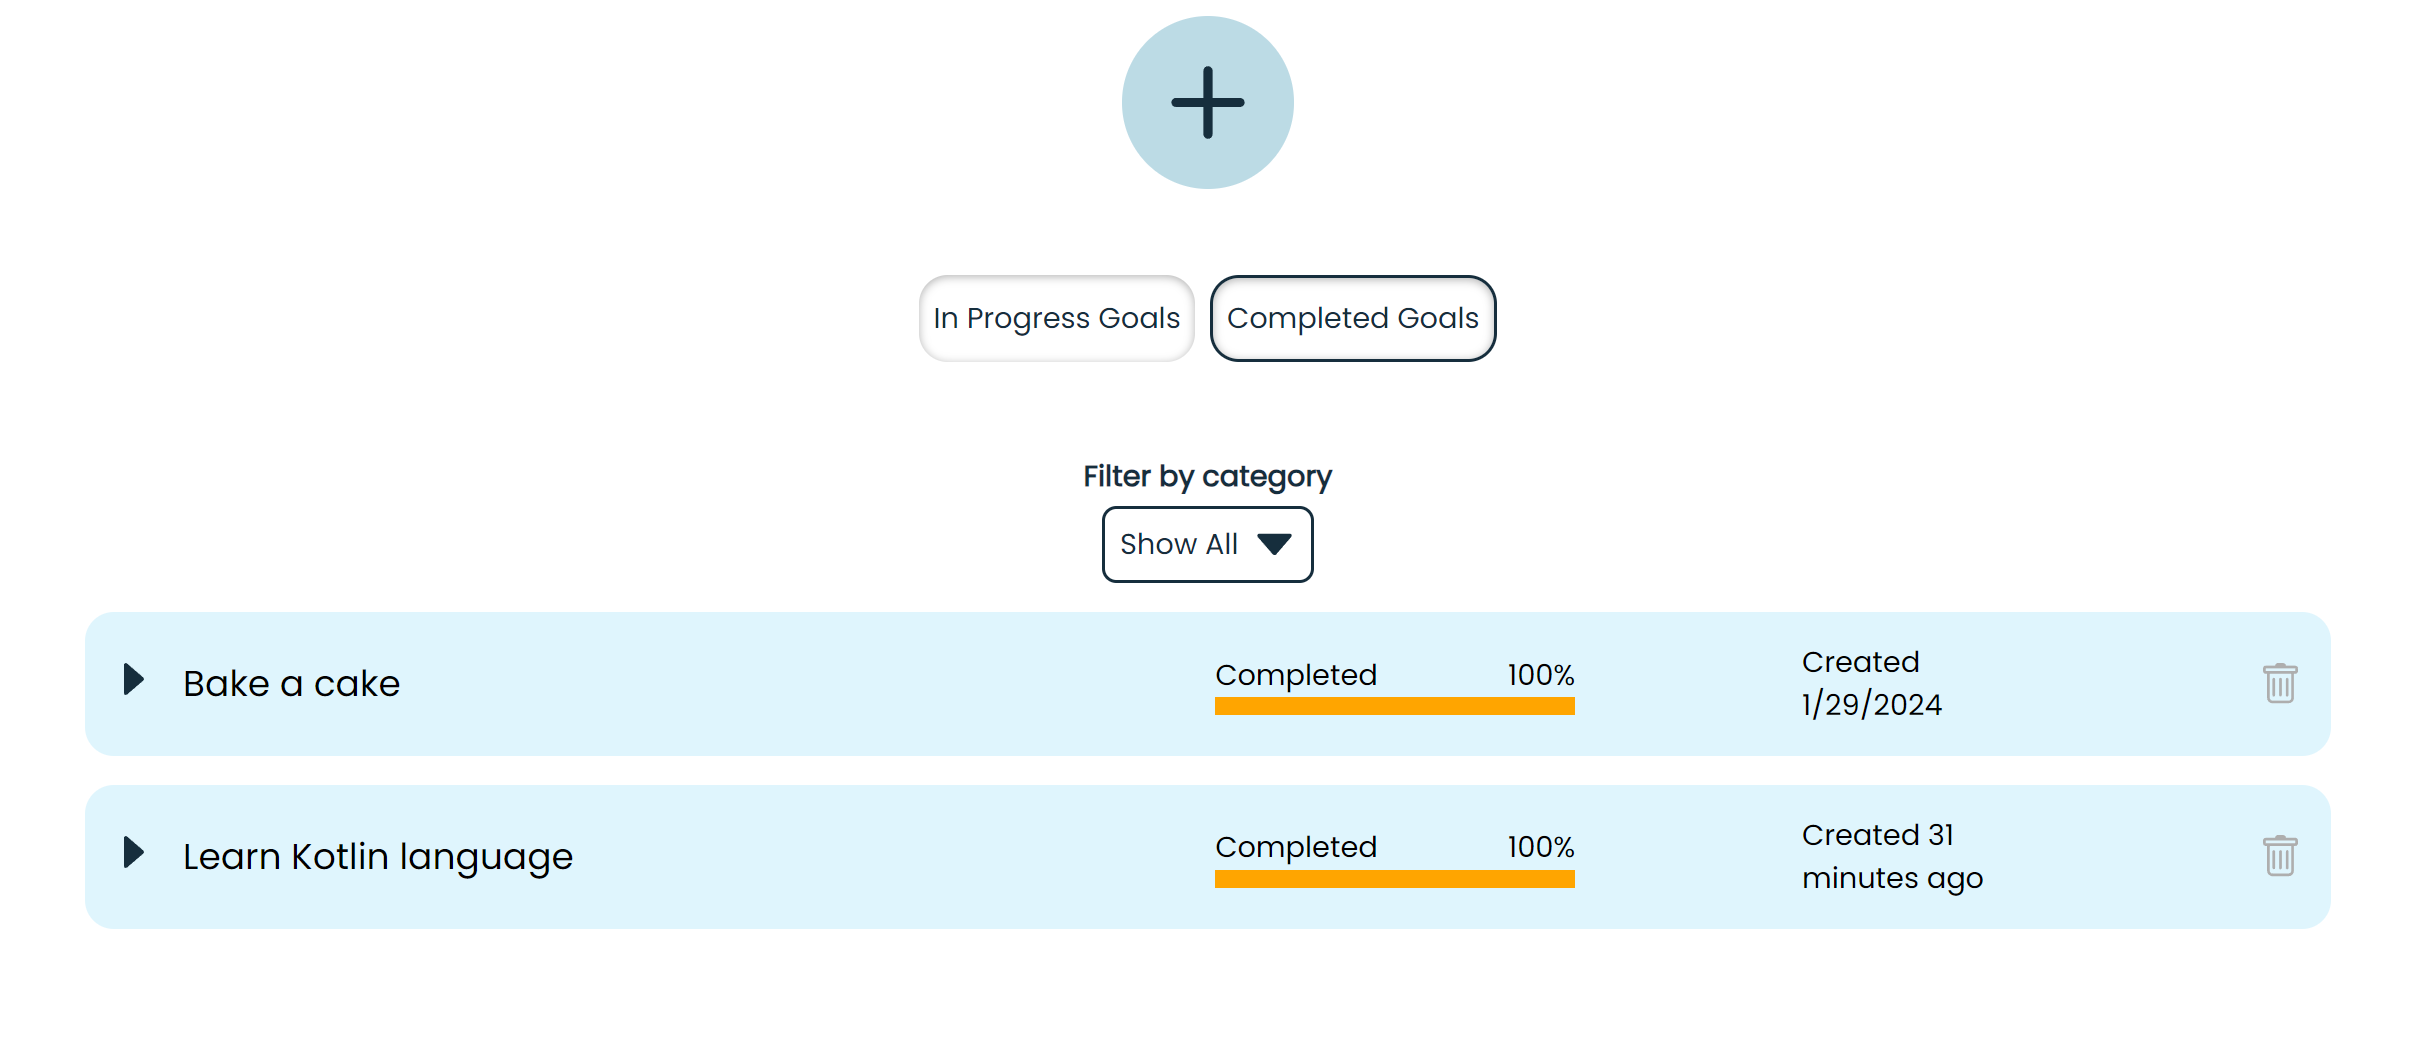 In Progress Goals
Completed Goals
Filter by category
Show All
Bake a cake
Completed 100%
Created
1/29/2024
Learn Kotlin language
Completed 100%
Created 31
minutes ago